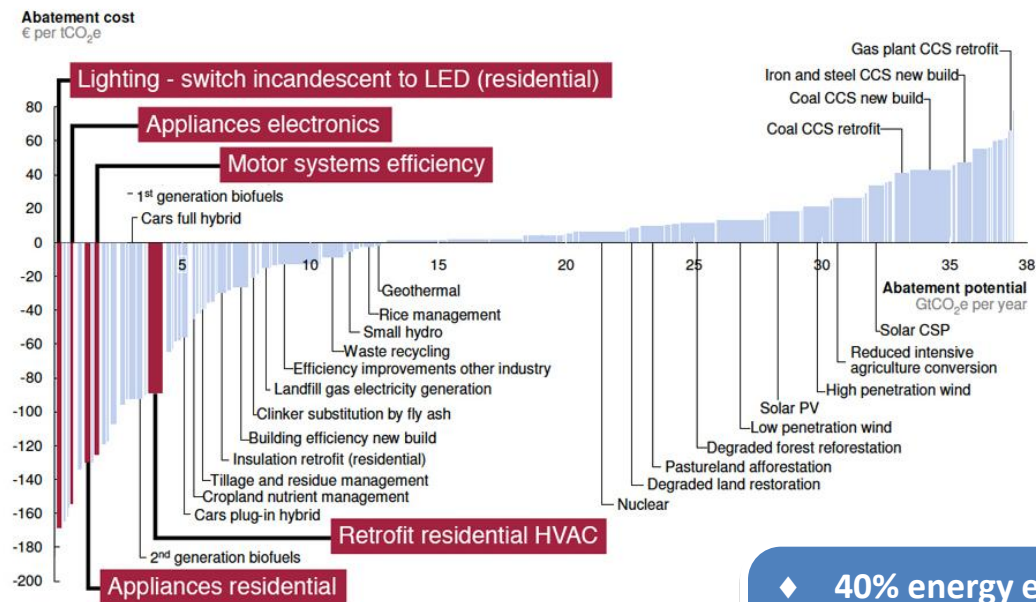 Abatement cost
€ per tCO₂e
Gas plant CCS retrofit
Lighting - switch incandescent to LED (residential)
Iron and steel CCS new build
Coal CCS new build
80
Appliances electronics
Coal CCS retrofit
60
Motor systems efficiency
40
1st generation biofuels
20
Cars full hybrid
0
5
10
15
20
25
30
35
38
-20
Geothermal
Abatement potential
GtCO₂e per year
-40
Rice management
Small hydro
Solar CSP
-60
Waste recycling
Reduced intensive
agriculture conversion
Efficiency improvements other industry
-80
Landfill gas electricity generation
High penetration wind
Solar PV
-100
Clinker substitution by fly ash
Low penetration wind
Building efficiency new build
Degraded forest reforestation
-120
Insulation retrofit (residential)
Pastureland afforestation
-140
Tillage and residue management
Degraded land restoration
Cropland nutrient management
Nuclear
-160
Cars plug-in hybrid
Retrofit residential HVAC
-180
2nd generation biofuels
-200
Appliances residential
♦ 40% energy e